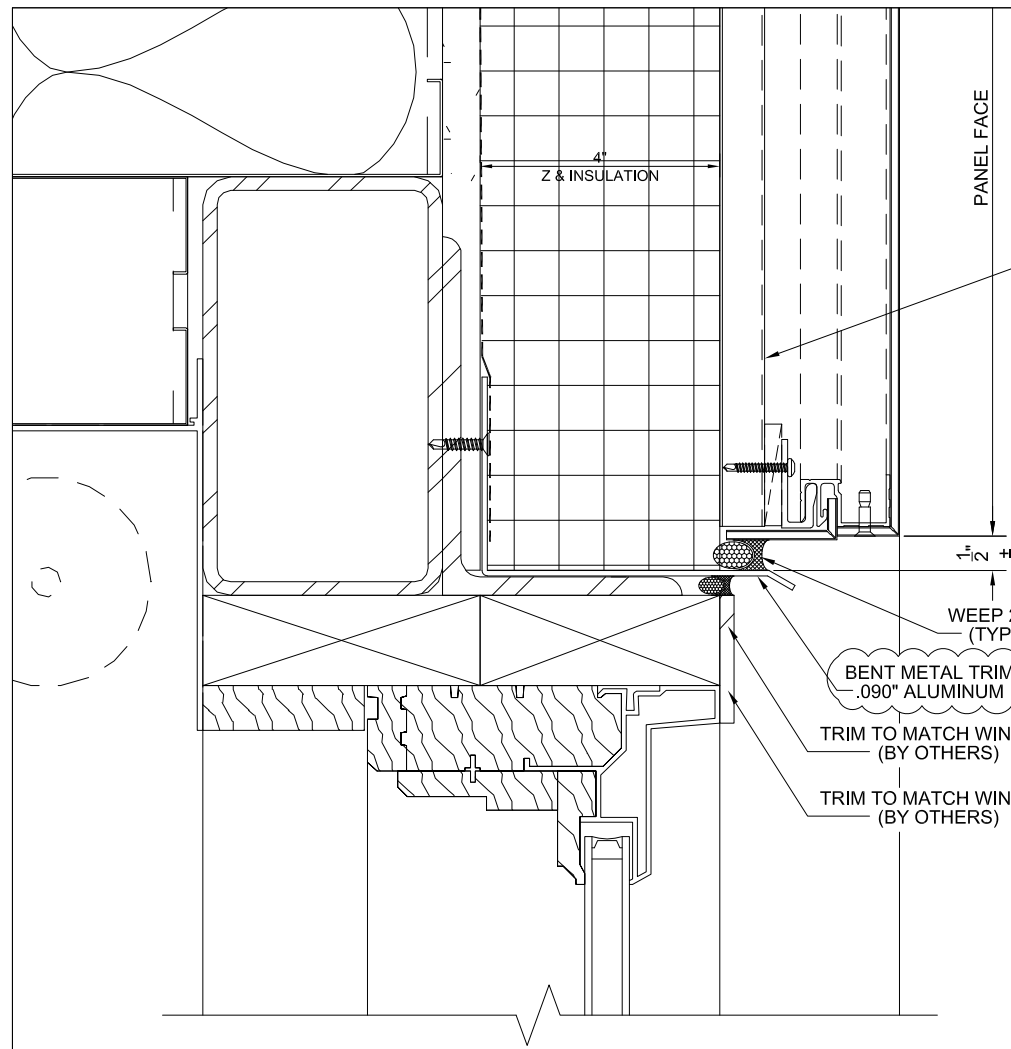 PANEL FACE
4"
Z & INSULATION
1/2" ±
WEEP
(TYP
BENT METAL TRIM
.090" ALUMINUM
TRIM TO MATCH WIN
(BY OTHERS)
TRIM TO MATCH WIN
(BY OTHERS)